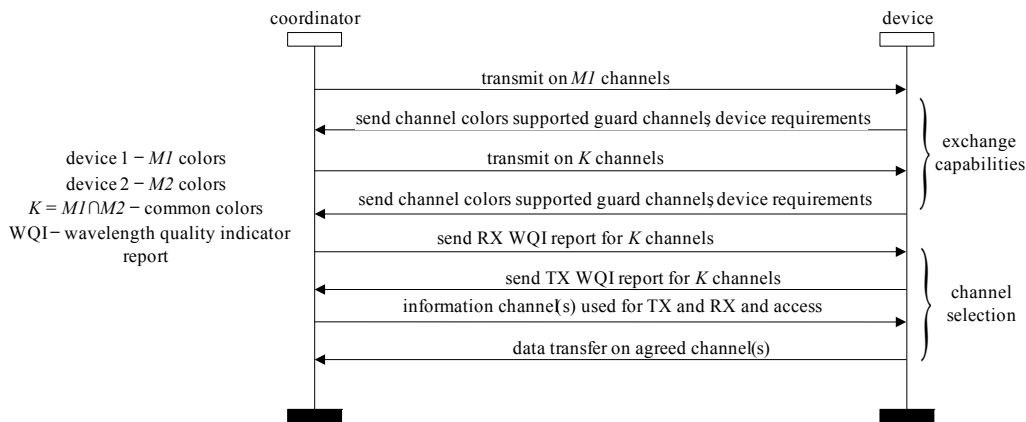 coordinator
device
transmit on M1 channels
send channel colors supported guard channels, device requirements
transmit on K channels
send channel colors supported guard channels, device requirements
exchange
capabilities
device 1 – M1 colors
device 2 – M2 colors
K = M1∩M2 – common colors
WQI – wavelength quality indicator
report
send RX WQI report for K channels
send TX WQI report for K channels
information channel(s) used for TX and RX and access
data transfer on agreed channel(s)
channel
selection